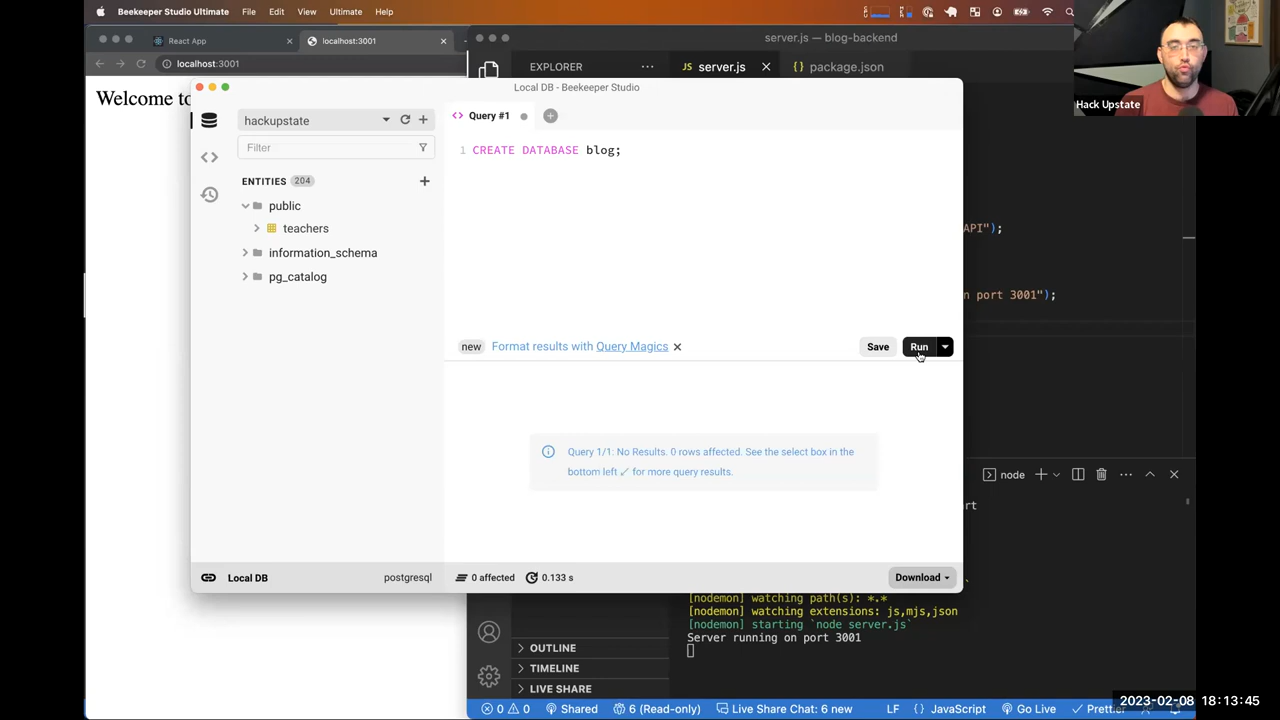 Beekeeper Studio Ultimate File Edit View Ultimate Help
React App
localhost:3001
server.js — blog-backend
localhost:3001
EXPLORER
server.js
package.json
Welcome to
Hack Upstate
Local DB - Beekeeper Studio
hackupstate
Query #1
Filter
1 CREATE DATABASE blog;
ENTITIES 204
public
teachers
information_schema
pg_catalog
API");
n port 3001");
new Format results with Query Magics
Save
Run
Query 1/1: No Results. 0 rows affected. See the select box in the
bottom left ↙ for more query results.
node
rt
Local DB
postgresql
0 affected
0.133 s
Download
[nodemon] watching path(s): *.*
[nodemon] watching extensions: js,mjs,json
[nodemon] starting `node server.js`
Server running on port 3001
OUTLINE
TIMELINE
LIVE SHARE
0 0 Shared 6 (Read-only) Live Share Chat: 6 new LF JavaScript Go Live Prettier
2023-02-08 18:13:45